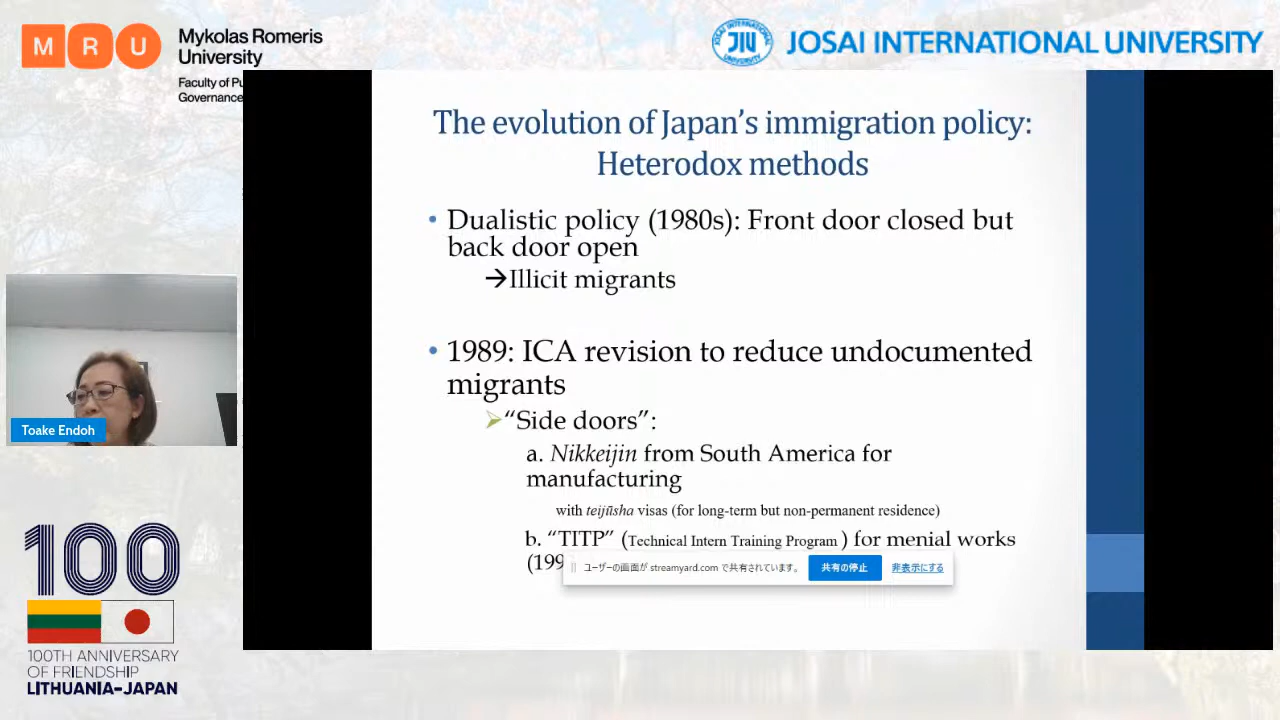 MRU
Mykolas Romeris
University
Faculty of Pu
Governance
JIU
JOSAI INTERNATIONAL UNIVERSITY
The evolution of Japan's immigration policy:
Heterodox methods
• Dualistic policy (1980s): Front door closed but
back door open
→Illicit migrants
• 1989: ICA revision to reduce undocumented
migrants
➢"Side doors":
a. Nikkeijin from South America for
manufacturing
with teijūsha visas (for long-term but non-permanent residence)
b. "TITP" (Technical Intern Training Program ) for menial works
(199
ユーザーの画面が streamyard.com で共有されています。 共有の停止 非表示にする
Toake Endoh
100
100TH ANNIVERSARY
OF FRIENDSHIP
LITHUANIA–JAPAN